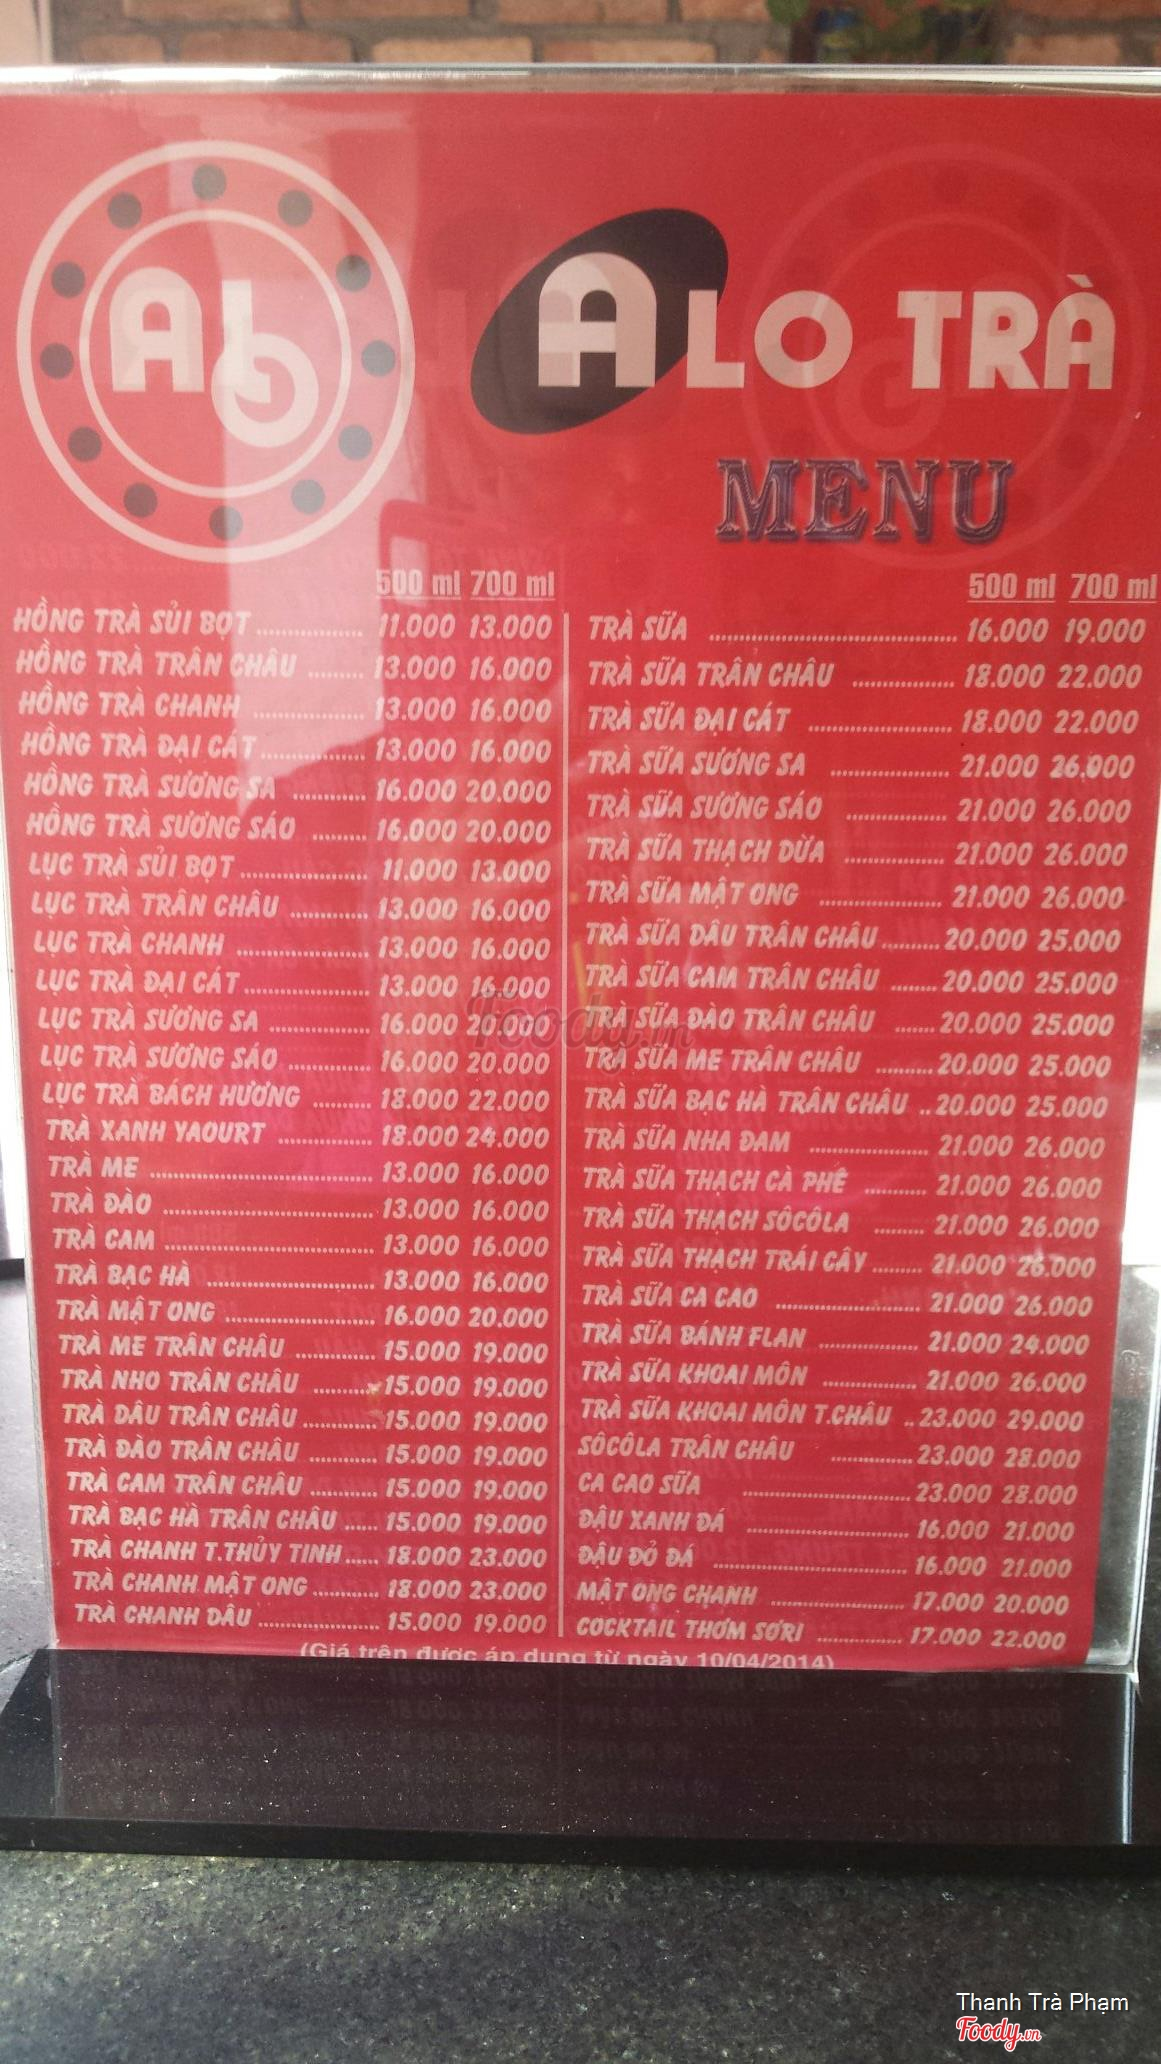 ALO
ALO TRÀ
MENU
500 ml 700 ml
HỒNG TRÀ SỦI BỌT ............... 11.000 13.000
HỒNG TRÀ TRÂN CHÂU ........ 13.000 16.000
HỒNG TRÀ CHANH ............... 13.000 16.000
HỒNG TRÀ ĐẠI CÁT ............... 13.000 16.000
HỒNG TRÀ SƯƠNG SA .......... 16.000 20.000
HỒNG TRÀ SƯƠNG SÁO ........ 16.000 20.000
LỤC TRÀ SỦI BỌT .................. 11.000 13.000
LỤC TRÀ TRÂN CHÂU ........... 13.000 16.000
LỤC TRÀ CHANH ................... 13.000 16.000
LỤC TRÀ ĐẠI CÁT .................. 13.000 16.000
LỤC TRÀ SƯƠNG SA .............. 16.000 20.000
LỤC TRÀ SƯƠNG SÁO ............ 16.000 20.000
LỤC TRÀ BÁCH HƯƠNG ......... 18.000 22.000
TRÀ XANH YAOURT .............. 18.000 24.000
TRÀ ME ................................ 13.000 16.000
TRÀ ĐÀO .............................. 13.000 16.000
TRÀ CAM .............................. 13.000 16.000
TRÀ BẠC HÀ ......................... 13.000 16.000
TRÀ MẬT ONG ...................... 16.000 20.000
TRÀ ME TRÂN CHÂU ............. 15.000 19.000
TRÀ NHO TRÂN CHÂU ........... 15.000 19.000
TRÀ DÂU TRÂN CHÂU ............ 15.000 19.000
TRÀ ĐÀO TRÂN CHÂU ............ 15.000 19.000
TRÀ CAM TRÂN CHÂU ........... 15.000 19.000
TRÀ BẠC HÀ TRÂN CHÂU ...... 15.000 19.000
TRÀ CHANH T.THỦY TINH ...... 18.000 23.000
TRÀ CHANH MẬT ONG ........... 18.000 23.000
TRÀ CHANH DÂU ................... 15.000 19.000
500 ml 700 ml
TRÀ SỮA .................................... 16.000 19.000
TRÀ SỮA TRÂN CHÂU ............... 18.000 22.000
TRÀ SỮA ĐẠI CÁT ..................... 18.000 22.000
TRÀ SỮA SƯƠNG SA ................. 21.000 26.000
TRÀ SỮA SƯƠNG SÁO ............... 21.000 26.000
TRÀ SỮA THẠCH DỪA ............... 21.000 26.000
TRÀ SỮA MẬT ONG ................... 21.000 26.000
TRÀ SỮA DÂU TRÂN CHÂU ......... 20.000 25.000
TRÀ SỮA CAM TRÂN CHÂU ........ 20.000 25.000
TRÀ SỮA ĐÀO TRÂN CHÂU ....... 20.000 25.000
TRÀ SỮA ME TRÂN CHÂU ......... 20.000 25.000
TRÀ SỮA BẠC HÀ TRÂN CHÂU .. 20.000 25.000
TRÀ SỮA NHA ĐAM ................... 21.000 26.000
TRÀ SỮA THẠCH CÀ PHÊ .......... 21.000 26.000
TRÀ SỮA THẠCH SÔCÔLA ........ 21.000 26.000
TRÀ SỮA THẠCH TRÁI CÂY ........ 21.000 26.000
TRÀ SỮA CA CAO ...................... 21.000 26.000
TRÀ SỮA BÁNH FLAN ................ 21.000 24.000
TRÀ SỮA KHOAI MÔN ............... 21.000 26.000
TRÀ SỮA KHOAI MÔN T.CHÂU .. 23.000 29.000
SÔCÔLA TRÂN CHÂU ............. 23.000 28.000
CA CAO SỮA .......................... 23.000 28.000
ĐẬU XANH ĐÁ ......................... 16.000 21.000
ĐẬU ĐỎ ĐÁ ............................. 16.000 21.000
MẬT ONG CHANH ..................... 17.000 20.000
COCKTAIL THƠM SƠRI ............. 17.000 22.000
(Giá trên được áp dụng từ ngày 10/04/2014)
Foody.vn
Thanh Trà Phạm
Foody.vn